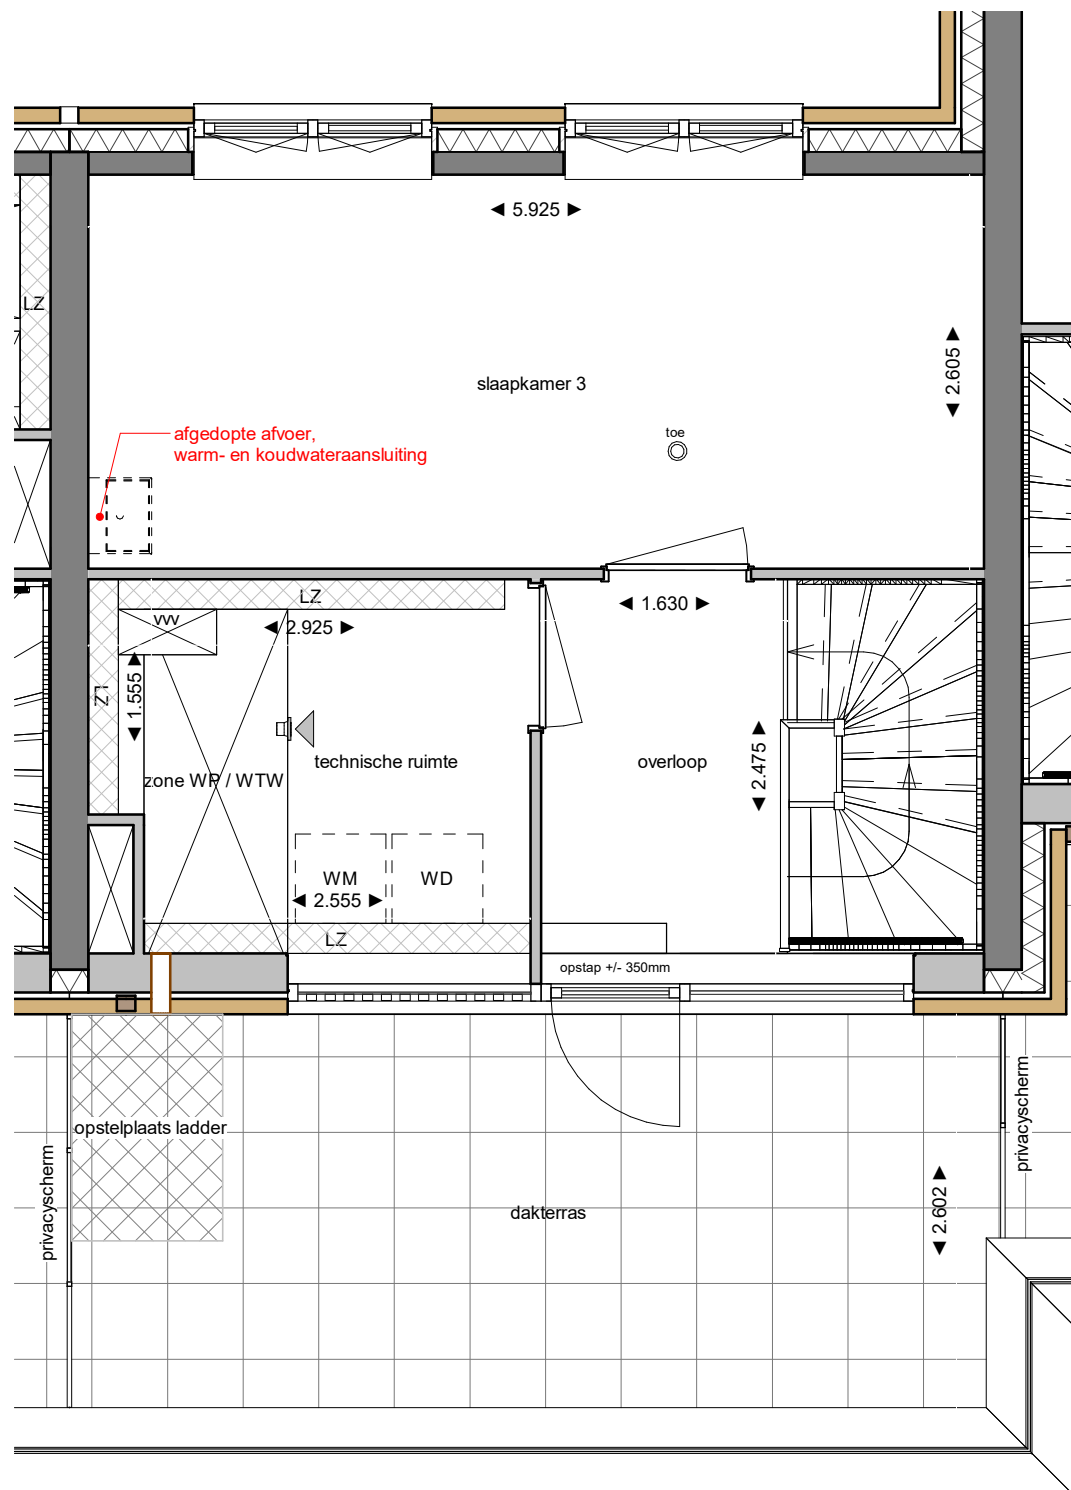 ◄ 5.925 ►
LZ
◄ 2.605 ►
slaapkamer 3
toe
afgedopte afvoer,
warm- en koudwateraansluiting
LZ
◄ 1.630 ►
vvv
◄ 2.925 ►
LZ
◄ 1.555 ►
technische ruimte
overloop
◄ 2.475 ►
zone WP / WTW
WM
WD
◄ 2.555 ►
LZ
opstap +/- 350mm
privacyscherm
opstelplaats ladder
privacyscherm
dakterras
◄ 2.602 ►